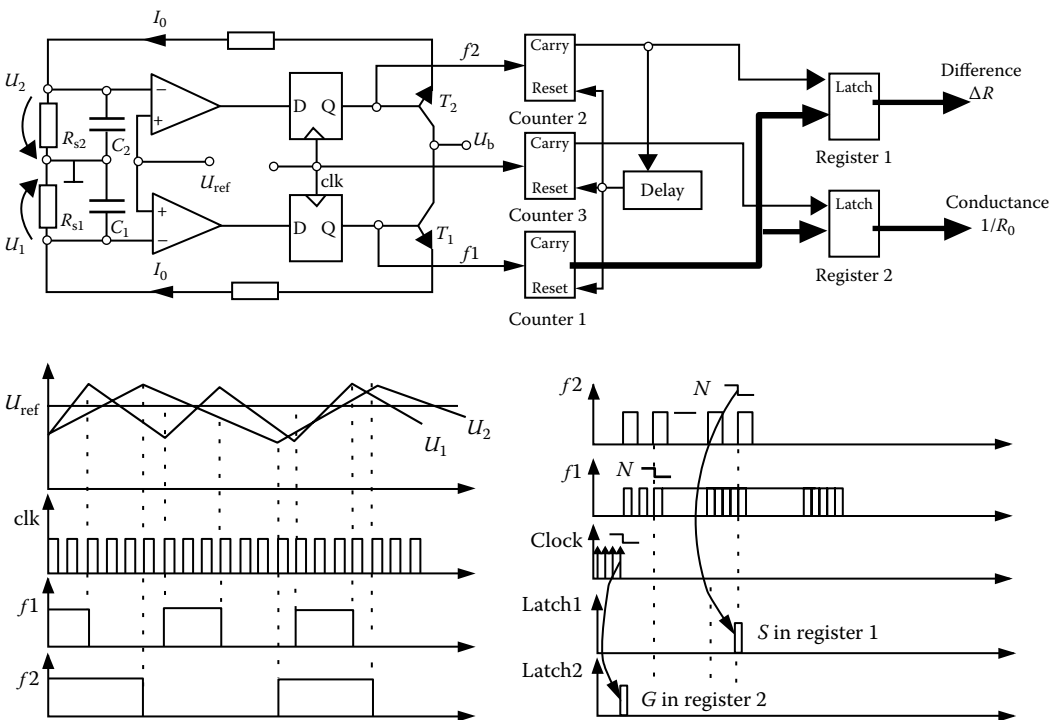 I₀
U₂
Rs2
C₂
− +
D Q
T₂
Ub
Uref
clk
Rs1
C₁
+ −
D Q
T₁
U₁
I₀
f2
f1
Carry
Reset
Counter 2
Carry
Reset
Counter 3
Carry
Reset
Counter 1
Delay
Latch
Register 1
Latch
Register 2
Difference
ΔR
Conductance
1/R₀
Uref
U₁
U₂
clk
f1
f2
f2
N
f1
N
Clock
Latch1
S in register 1
Latch2
G in register 2